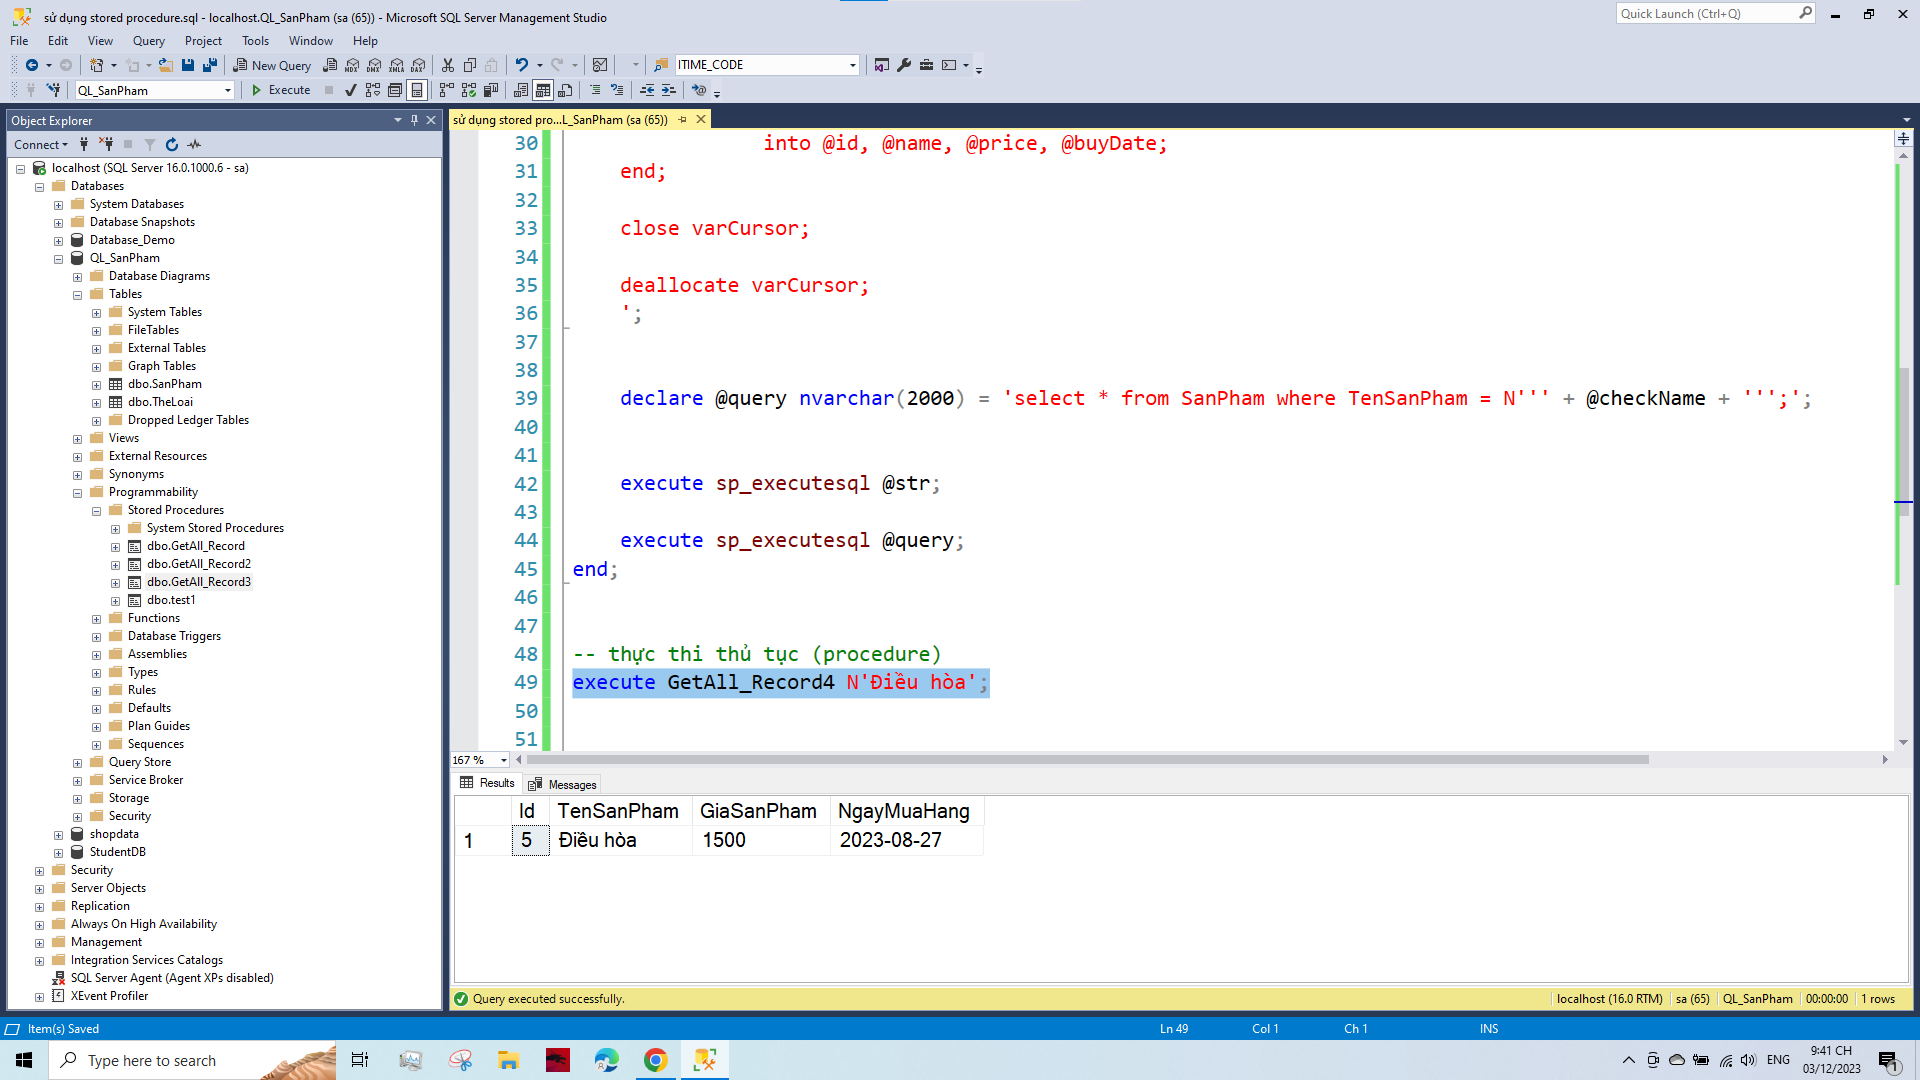 sử dụng stored procedure.sql - localhost.QL_SanPham (sa (65)) - Microsoft SQL Server Management Studio
Quick Launch (Ctrl+Q)
File Edit View Query Project Tools Window Help
New Query MDX DMX XMLA DAX ITIME_CODE
QL_SanPham Execute
Object Explorer
Connect
localhost (SQL Server 16.0.1000.6 - sa)
Databases
System Databases
Database Snapshots
Database_Demo
QL_SanPham
Database Diagrams
Tables
System Tables
FileTables
External Tables
Graph Tables
dbo.SanPham
dbo.TheLoai
Dropped Ledger Tables
Views
External Resources
Synonyms
Programmability
Stored Procedures
System Stored Procedures
dbo.GetAll_Record
dbo.GetAll_Record2
dbo.GetAll_Record3
dbo.test1
Functions
Database Triggers
Assemblies
Types
Rules
Defaults
Plan Guides
Sequences
Query Store
Service Broker
Storage
Security
shopdata
StudentDB
Security
Server Objects
Replication
Always On High Availability
Management
Integration Services Catalogs
SQL Server Agent (Agent XPs disabled)
XEvent Profiler
sử dụng stored pro...L_SanPham (sa (65))
30 into @id, @name, @price, @buyDate;
31 end;
32
33 close varCursor;
34
35 deallocate varCursor;
36 ';
37
38
39 declare @query nvarchar(2000) = 'select * from SanPham where TenSanPham = N''' + @checkName + ''';';
40
41
42 execute sp_executesql @str;
43
44 execute sp_executesql @query;
45 end;
46
47
48 -- thực thi thủ tục (procedure)
49 execute GetAll_Record4 N'Điều hòa';
50
51
167 %
Results Messages
Id TenSanPham GiaSanPham NgayMuaHang
1 5 Điều hòa 1500 2023-08-27
Query executed successfully. localhost (16.0 RTM) sa (65) QL_SanPham 00:00:00 1 rows
Item(s) Saved Ln 49 Col 1 Ch 1 INS
Type here to search
ENG
9:41 CH
03/12/2023
1